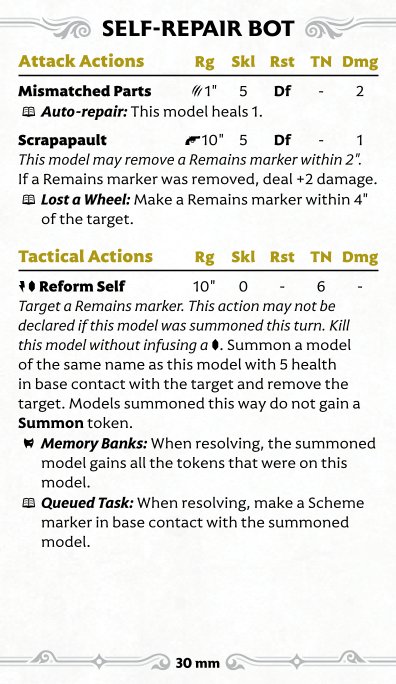 SELF-REPAIR BOT
Attack Actions Rg Skl Rst TN Dmg
Mismatched Parts 1" 5 Df - 2
Auto-repair: This model heals 1.
Scrapapault 10" 5 Df - 1
This model may remove a Remains marker within 2".
If a Remains marker was removed, deal +2 damage.
Lost a Wheel: Make a Remains marker within 4"
of the target.
Tactical Actions Rg Skl Rst TN Dmg
Reform Self 10" 0 - 6 -
Target a Remains marker. This action may not be
declared if this model was summoned this turn. Kill
this model without infusing a . Summon a model
of the same name as this model with 5 health
in base contact with the target and remove the
target. Models summoned this way do not gain a
Summon token.
Memory Banks: When resolving, the summoned
model gains all the tokens that were on this
model.
Queued Task: When resolving, make a Scheme
marker in base contact with the summoned
model.
30 mm